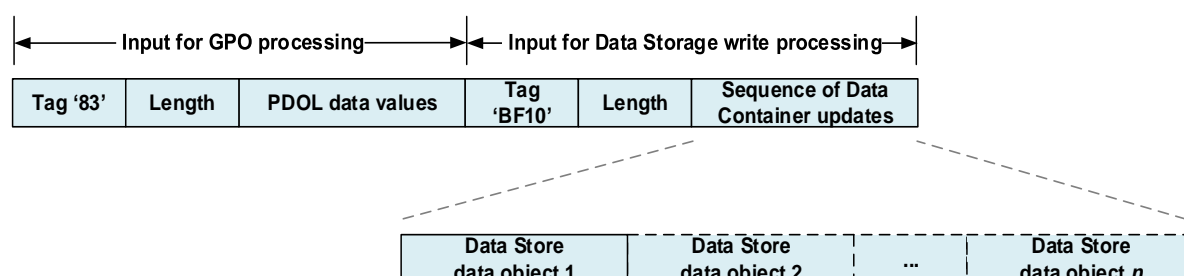 Input for GPO processing
Input for Data Storage write processing
Tag ‘83’
Length
PDOL data values
Tag
‘BF10’
Length
Sequence of Data
Container updates
Data Store
data object 1
Data Store
data object 2
...
Data Store
data object n